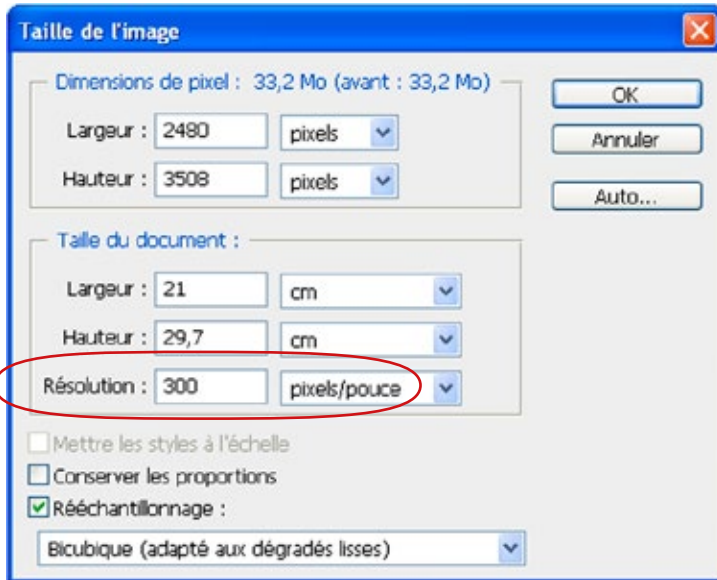 Taille de l'image
Dimensions de pixel : 33,2 Mo (avant : 33,2 Mo)
Largeur : 2480 pixels
Hauteur : 3508 pixels
OK
Annuler
Auto...
Taille du document :
Largeur : 21 cm
Hauteur : 29,7 cm
Résolution : 300 pixels/pouce
Mettre les styles à l'échelle
Conserver les proportions
Rééchantillonnage :
Bicubique (adapté aux dégradés lisses)